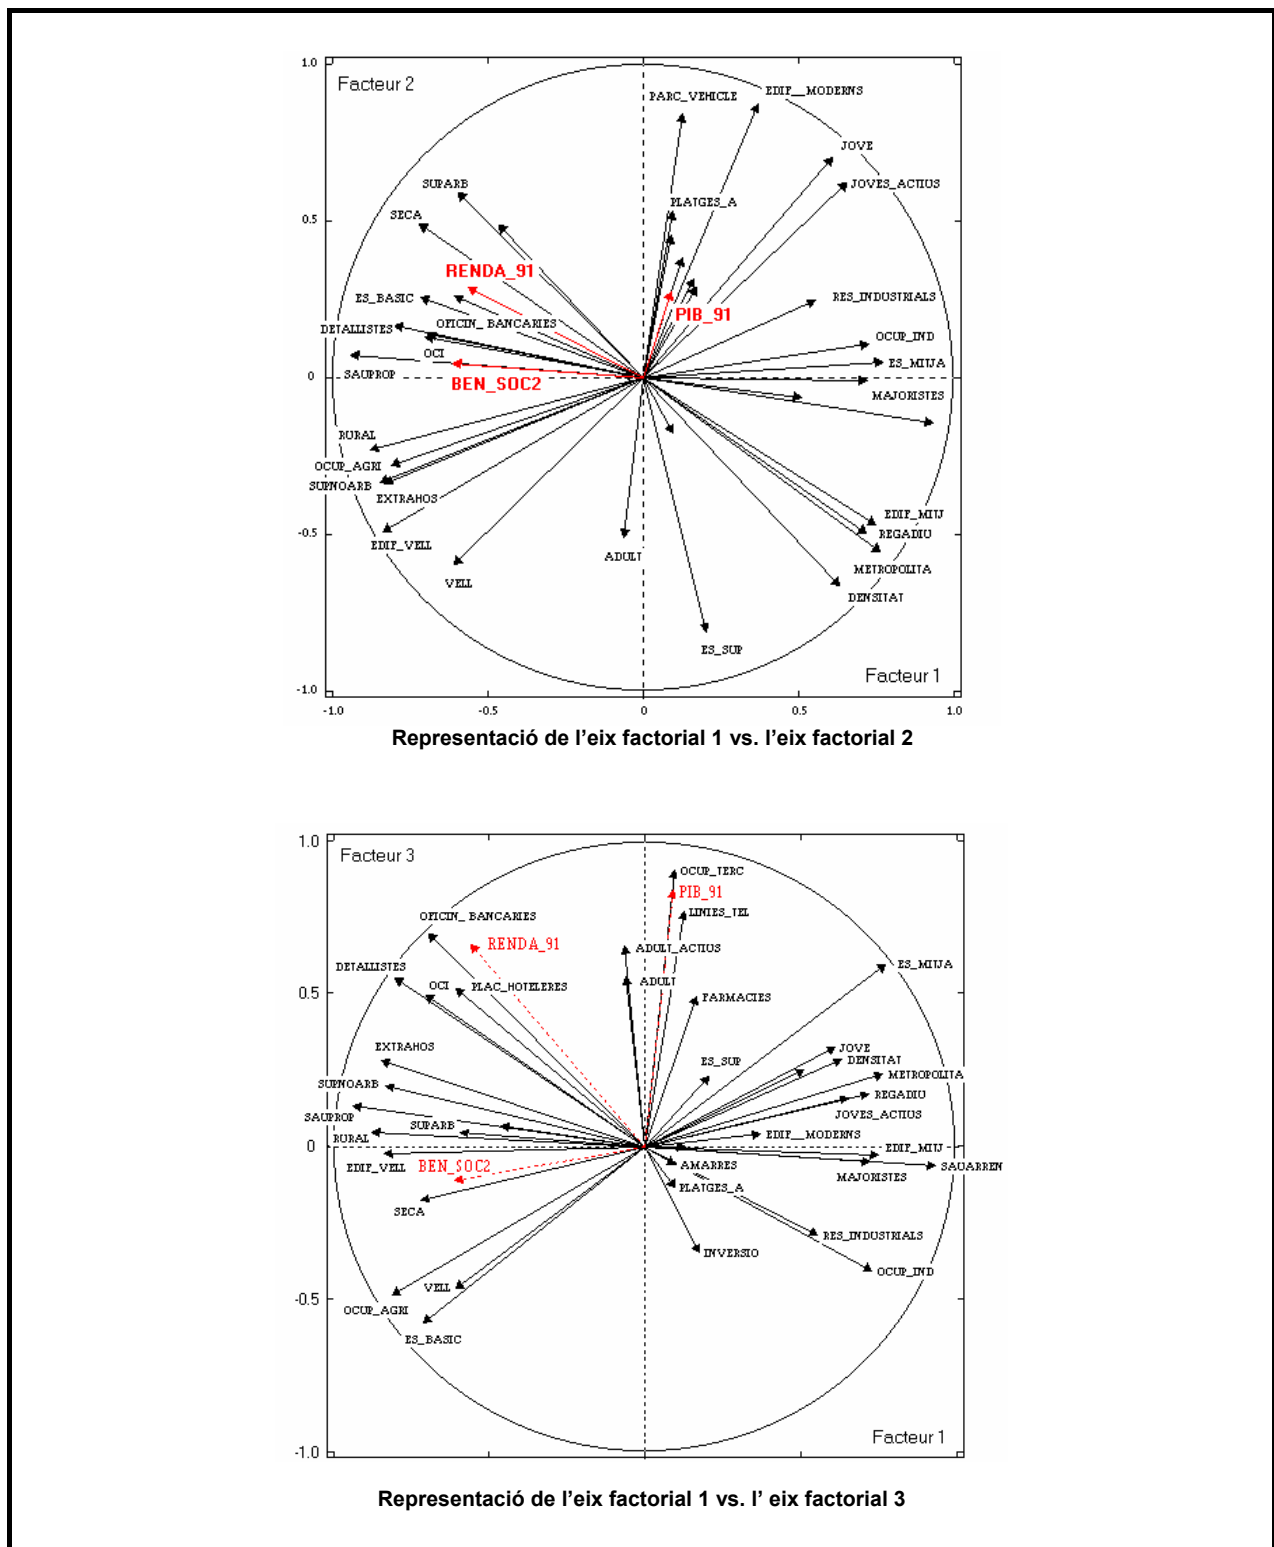 1.0
Facteur 2
PARC_VEHICLE
EDIF__MODERNS
JOVE
JOVES_ACTIUS
SUPARB
SECA
PLATGES_A
0.5
RENDA_91
ES_BASIC
OFICIN_BANCARIES
PIB_91
RES_INDUSTRIALS
DETALLISTES
OCI
OCUP_IND
ES_MITJA
SAUPROP
0
BEN_SOC2
MAJORISTES
RURAL
OCUP_AGRI
SUPNOARB
EXTRAHOS
EDIF_VELL
VELL
ADULT
EDIF_MITJ
REGADIU
METROPOLITA
DENSITAT
-0.5
ES_SUP
Facteur 1
-1.0
-1.0 -0.5 0 0.5 1.0
Representació de l'eix factorial 1 vs. l'eix factorial 2
1.0
Facteur 3
OCUP_TERC
PIB_91
LINIES_TEL
OFICIN_BANCARIES
RENDA_91
ADULT_ACTIUS
DETALLISTES
OCI
PLAC_HOTELERES
ADULT
ES_MITJA
0.5
FARMACIES
EXTRAHOS
ES_SUP
JOVE
DENSITAT
METROPOLITA
SUPNOARB
REGADIU
SAUPROP
SUPARB
JOVES_ACTIUS
RURAL
EDIF__MODERNS
0
EDIF_VELL
BEN_SOC2
EDIF_MITJ
AMARRES
SAUARREN
MAJORISTES
SECA
PLATGES_A
RES_INDUSTRIALS
INVERSIO
OCUP_IND
VELL
-0.5
OCUP_AGRI
ES_BASIC
Facteur 1
-1.0
Representació de l'eix factorial 1 vs. l' eix factorial 3